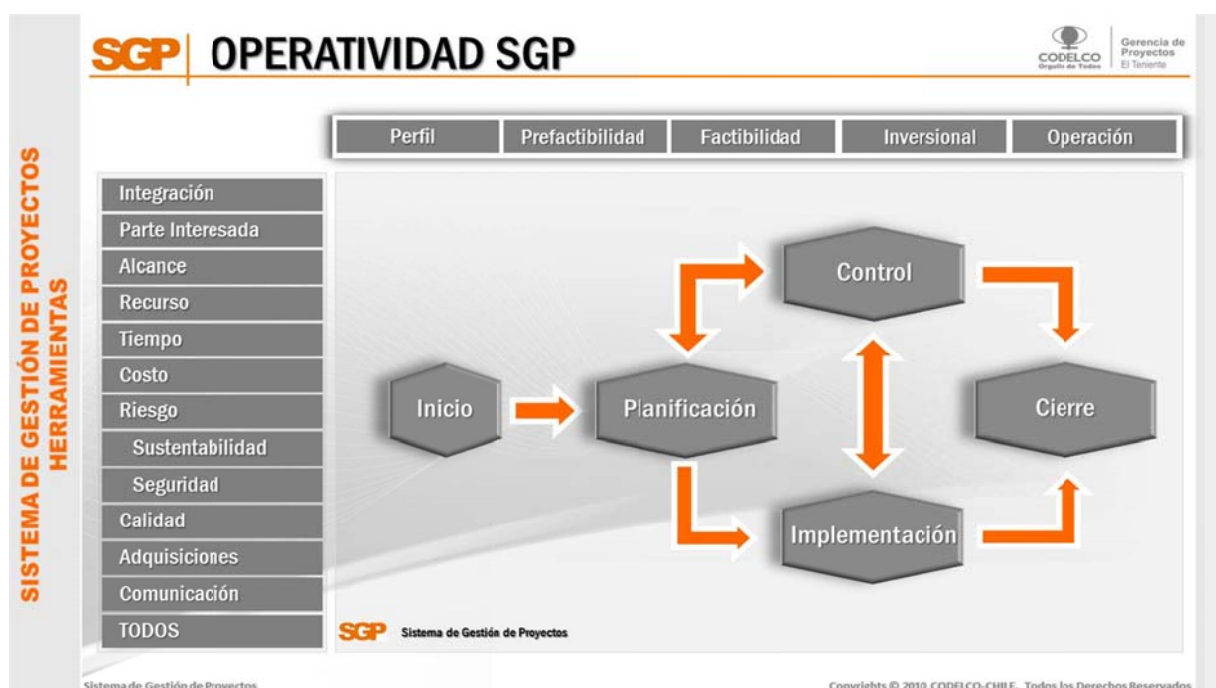 SGP OPERATIVIDAD SGP
CODELCO
Orgullo de Todos
Gerencia de
Proyectos
El Teniente
Perfil Prefactibilidad Factibilidad Inversional Operación
SISTEMA DE GESTIÓN DE PROYECTOS
HERRAMIENTAS
Integración
Parte Interesada
Alcance
Recurso
Tiempo
Costo
Riesgo
Sustentabilidad
Seguridad
Calidad
Adquisiciones
Comunicación
TODOS
Control
Inicio Planificación Cierre
Implementación
SGP Sistema de Gestión de Proyectos
Sistema de Gestión de Proyectos Copyrights © 2010 CODELCO-CHILE. Todos los Derechos Reservados